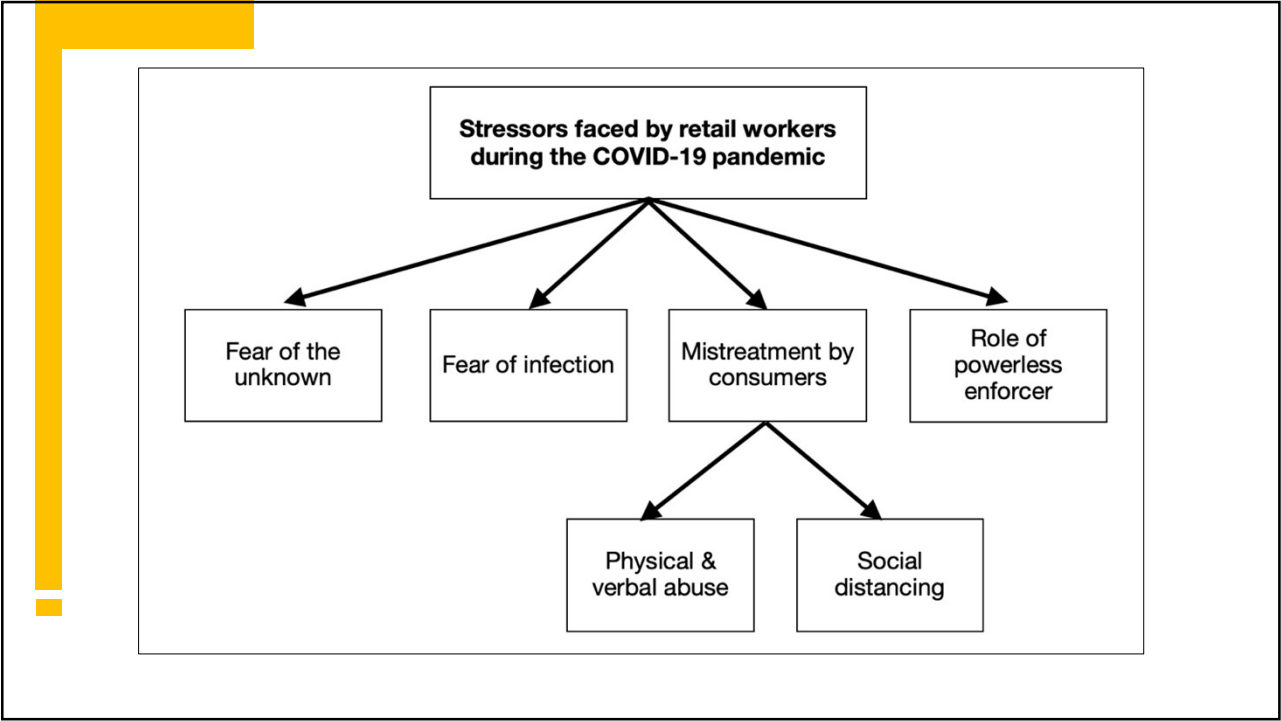 Stressors faced by retail workers
during the COVID-19 pandemic
Fear of the
unknown
Fear of infection
Mistreatment by
consumers
Role of
powerless
enforcer
Physical &
verbal abuse
Social
distancing